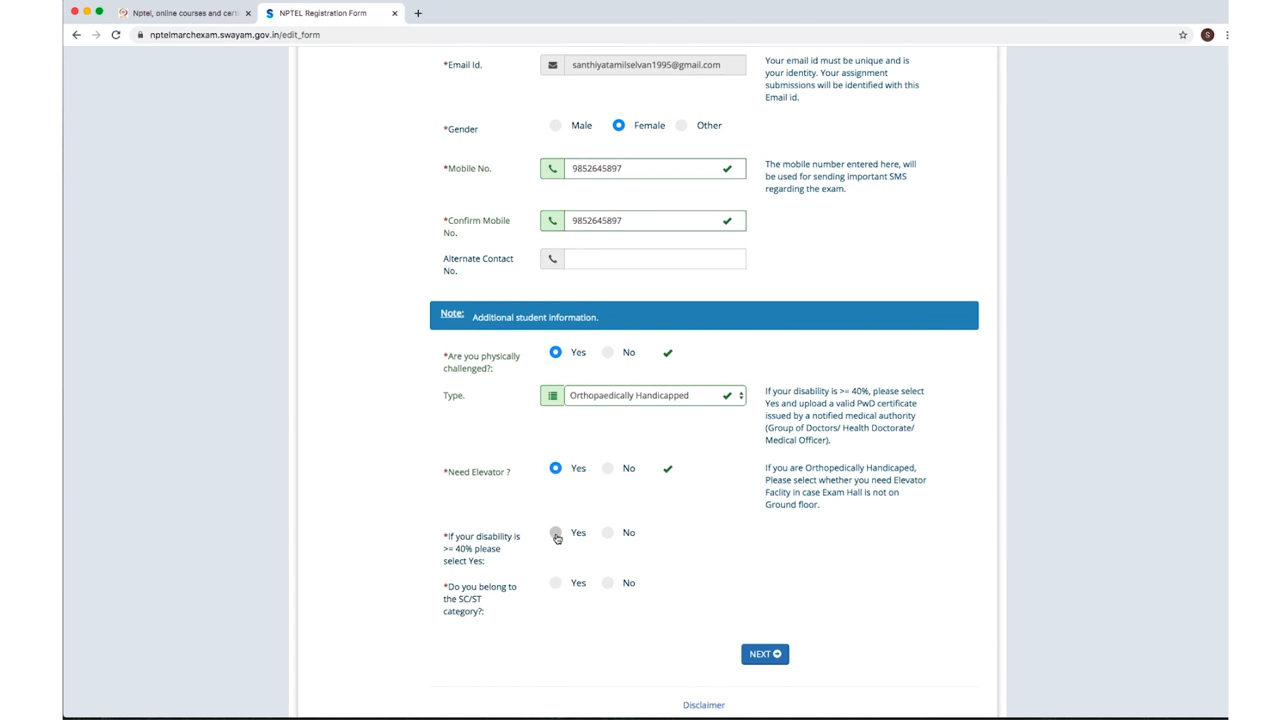 Nptel, online courses and certi
NPTEL Registration Form
nptelmarchexam.swayam.gov.in/edit_form
S
*Email Id.
santhiyatamilselvan1995@gmail.com
Your email id must be unique and is
your identity. Your assignment
submissions will be identified with this
Email id.
*Gender
Male
Female
Other
*Mobile No.
9852645897
The mobile number entered here, will
be used for sending important SMS
regarding the exam.
*Confirm Mobile
No.
9852645897
Alternate Contact
No.
Note: Additional student information.
*Are you physically
challenged?:
Yes
No
Type.
Orthopaedically Handicapped
If your disability is >= 40%, please select
Yes and upload a valid PwD certificate
issued by a notified medical authority
(Group of Doctors/ Health Doctorate/
Medical Officer).
*Need Elevator ?
Yes
No
If you are Orthopedically Handicaped,
Please select whether you need Elevator
Faclity in case Exam Hall is not on
Ground floor.
*If your disability is
>= 40% please
select Yes:
Yes
No
*Do you belong to
the SC/ST
category?:
Yes
No
NEXT
Disclaimer